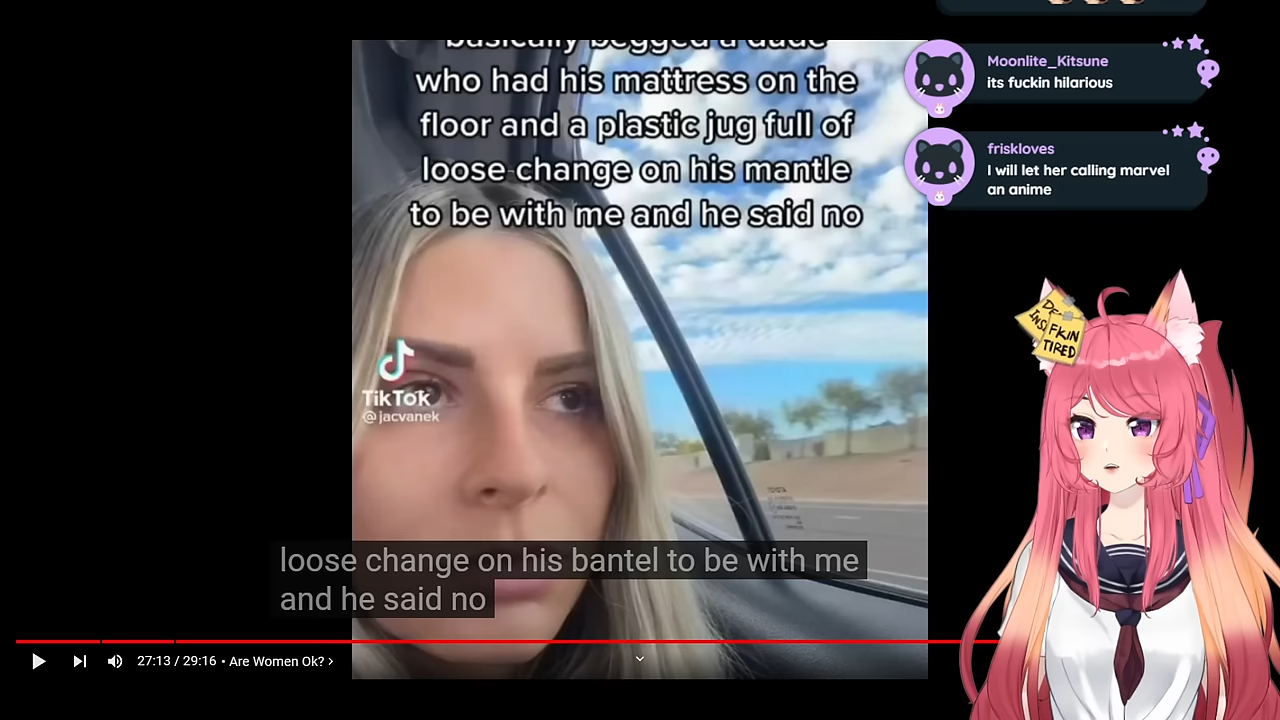 basically begged a dude
who had his mattress on the
floor and a plastic jug full of
loose change on his mantle
to be with me and he said no
TikTok
@jacvanek
loose change on his bantel to be with me
and he said no
27:13 / 29:16 • Are Women Ok? ›
Moonlite_Kitsune
its fuckin hilarious
friskloves
I will let her calling marvel
an anime
FKIN
TIRED